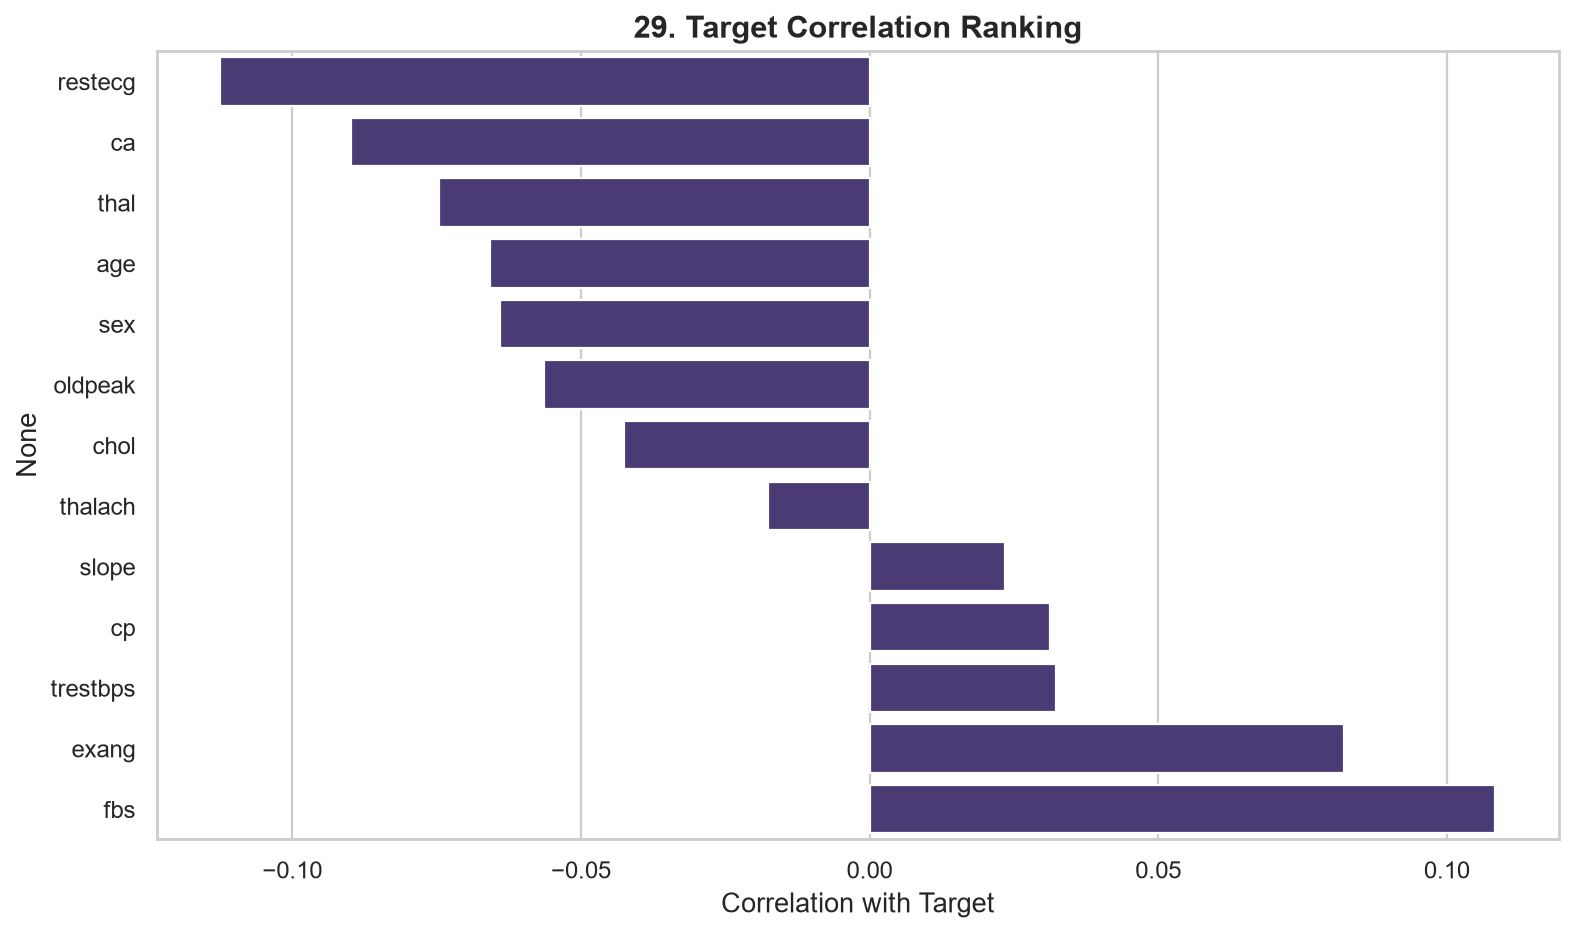 29. Target Correlation Ranking
restecg
ca
thal
age
sex
oldpeak
chol
thalach
slope
cp
trestbps
exang
fbs
None
−0.10
−0.05
0.00
0.05
0.10
Correlation with Target